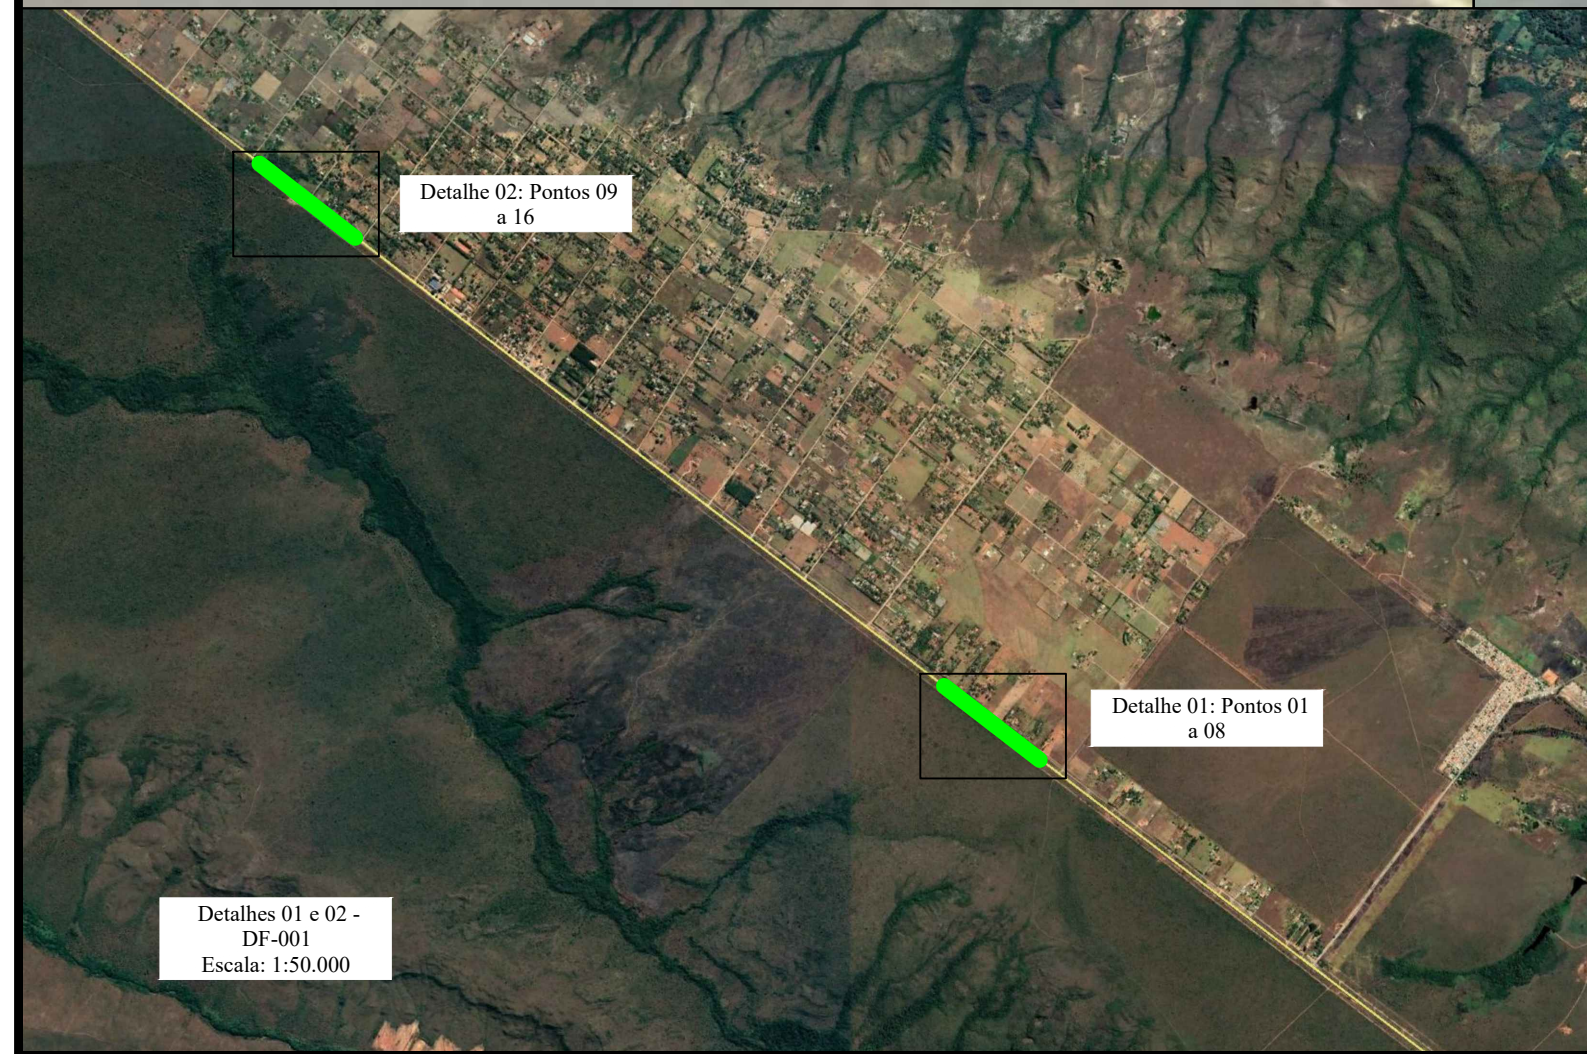 Detalhe 02: Pontos 09
a 16
Detalhe 01: Pontos 01
a 08
Detalhes 01 e 02 -
DF-001
Escala: 1:50.000